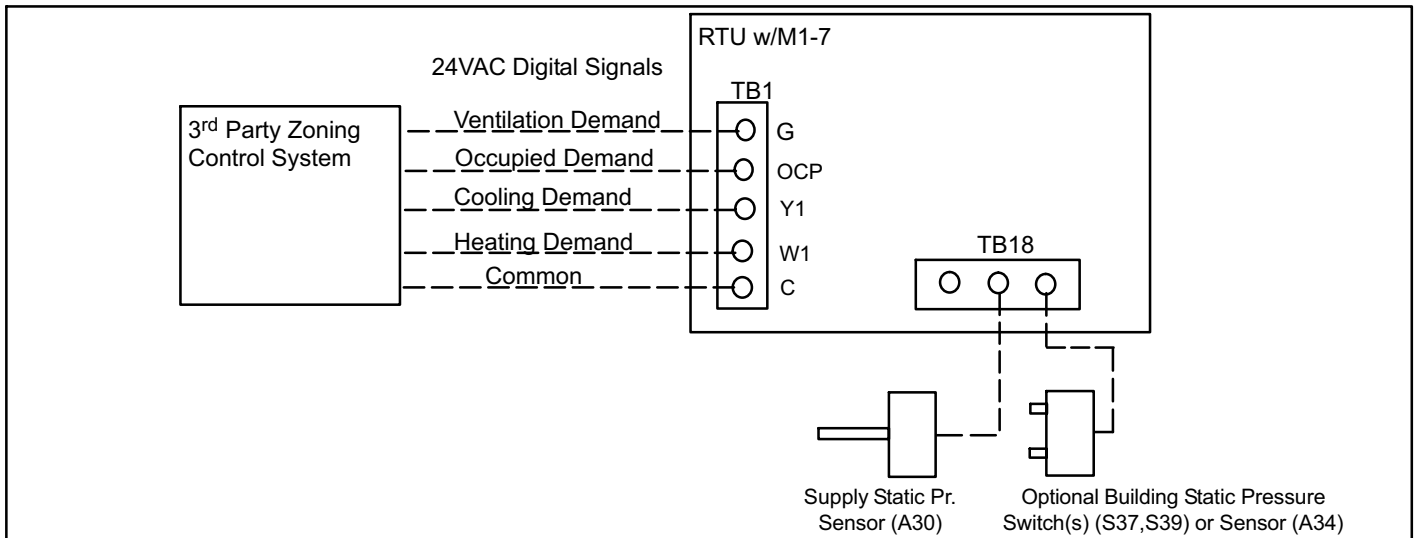 RTU w/M1-7
24VAC Digital Signals
TB1
3rd Party Zoning
Control System
Ventilation Demand
G
Occupied Demand
OCP
Cooling Demand
Y1
Heating Demand
W1
Common
C
TB18
Supply Static Pr.
Sensor (A30)
Optional Building Static Pressure
Switch(s) (S37,S39) or Sensor (A34)